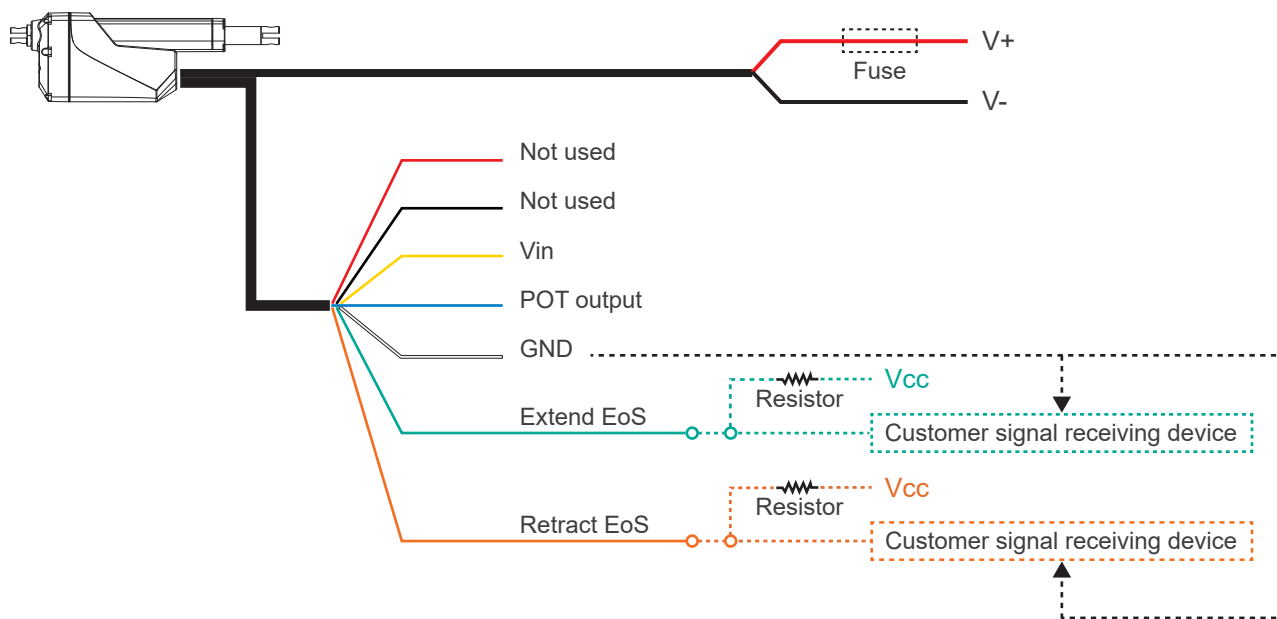 V+
Fuse
V-
Not used
Not used
Vin
POT output
GND
Vcc
Resistor
Extend EoS
Customer signal receiving device
Vcc
Resistor
Retract EoS
Customer signal receiving device